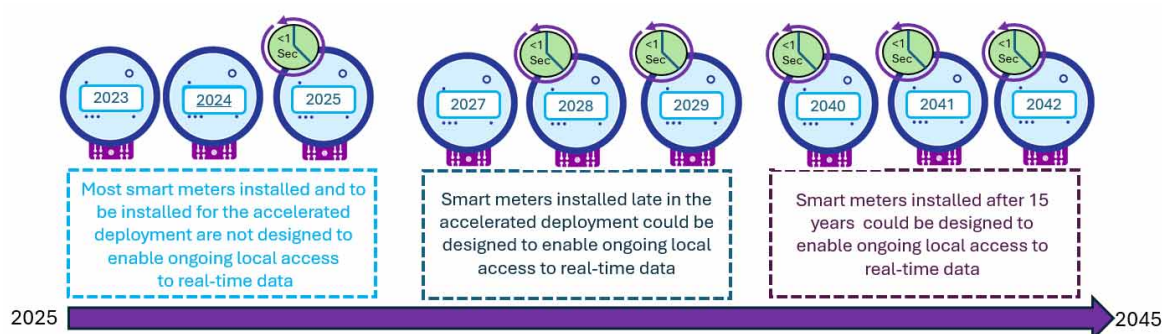 <1
Sec
2023
2024
2025
Most smart meters installed and to
be installed for the accelerated
deployment are not designed to
enable ongoing local access
to real-time data
<1
Sec
<1
Sec
2027
2028
2029
Smart meters installed late in the
accelerated deployment could be
designed to enable ongoing local
access to real-time data
<1
Sec
<1
Sec
<1
Sec
2040
2041
2042
Smart meters installed after 15
years could be designed to
enable ongoing local access to
real-time data
2025
2045